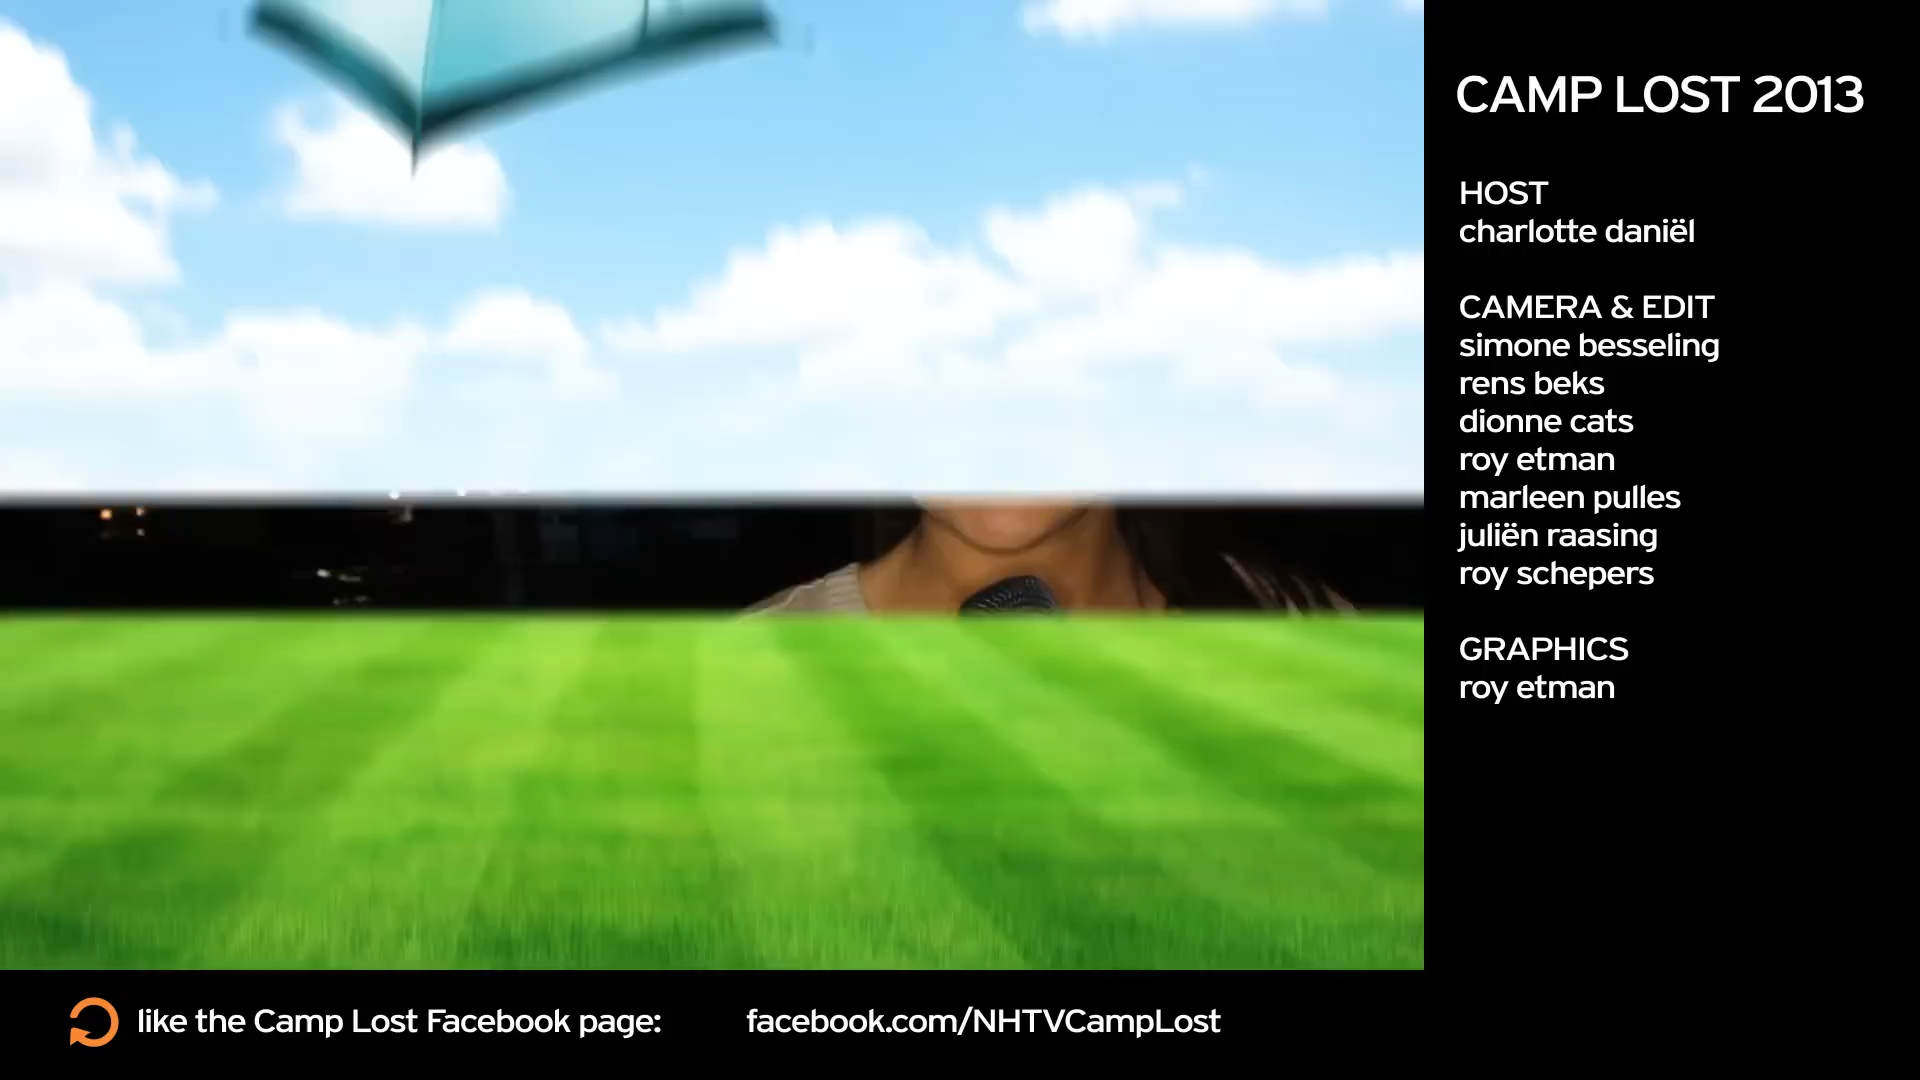 CAMP LOST 2013
HOST
charlotte daniël
CAMERA & EDIT
simone besseling
rens beks
dionne cats
roy etman
marleen pulles
juliën raasing
roy schepers
GRAPHICS
roy etman
like the Camp Lost Facebook page: facebook.com/NHTVCampLost